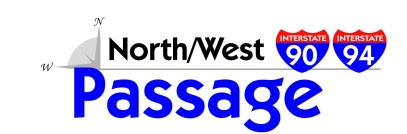 N
W
North/West
INTERSTATE
90
INTERSTATE
94
Passage